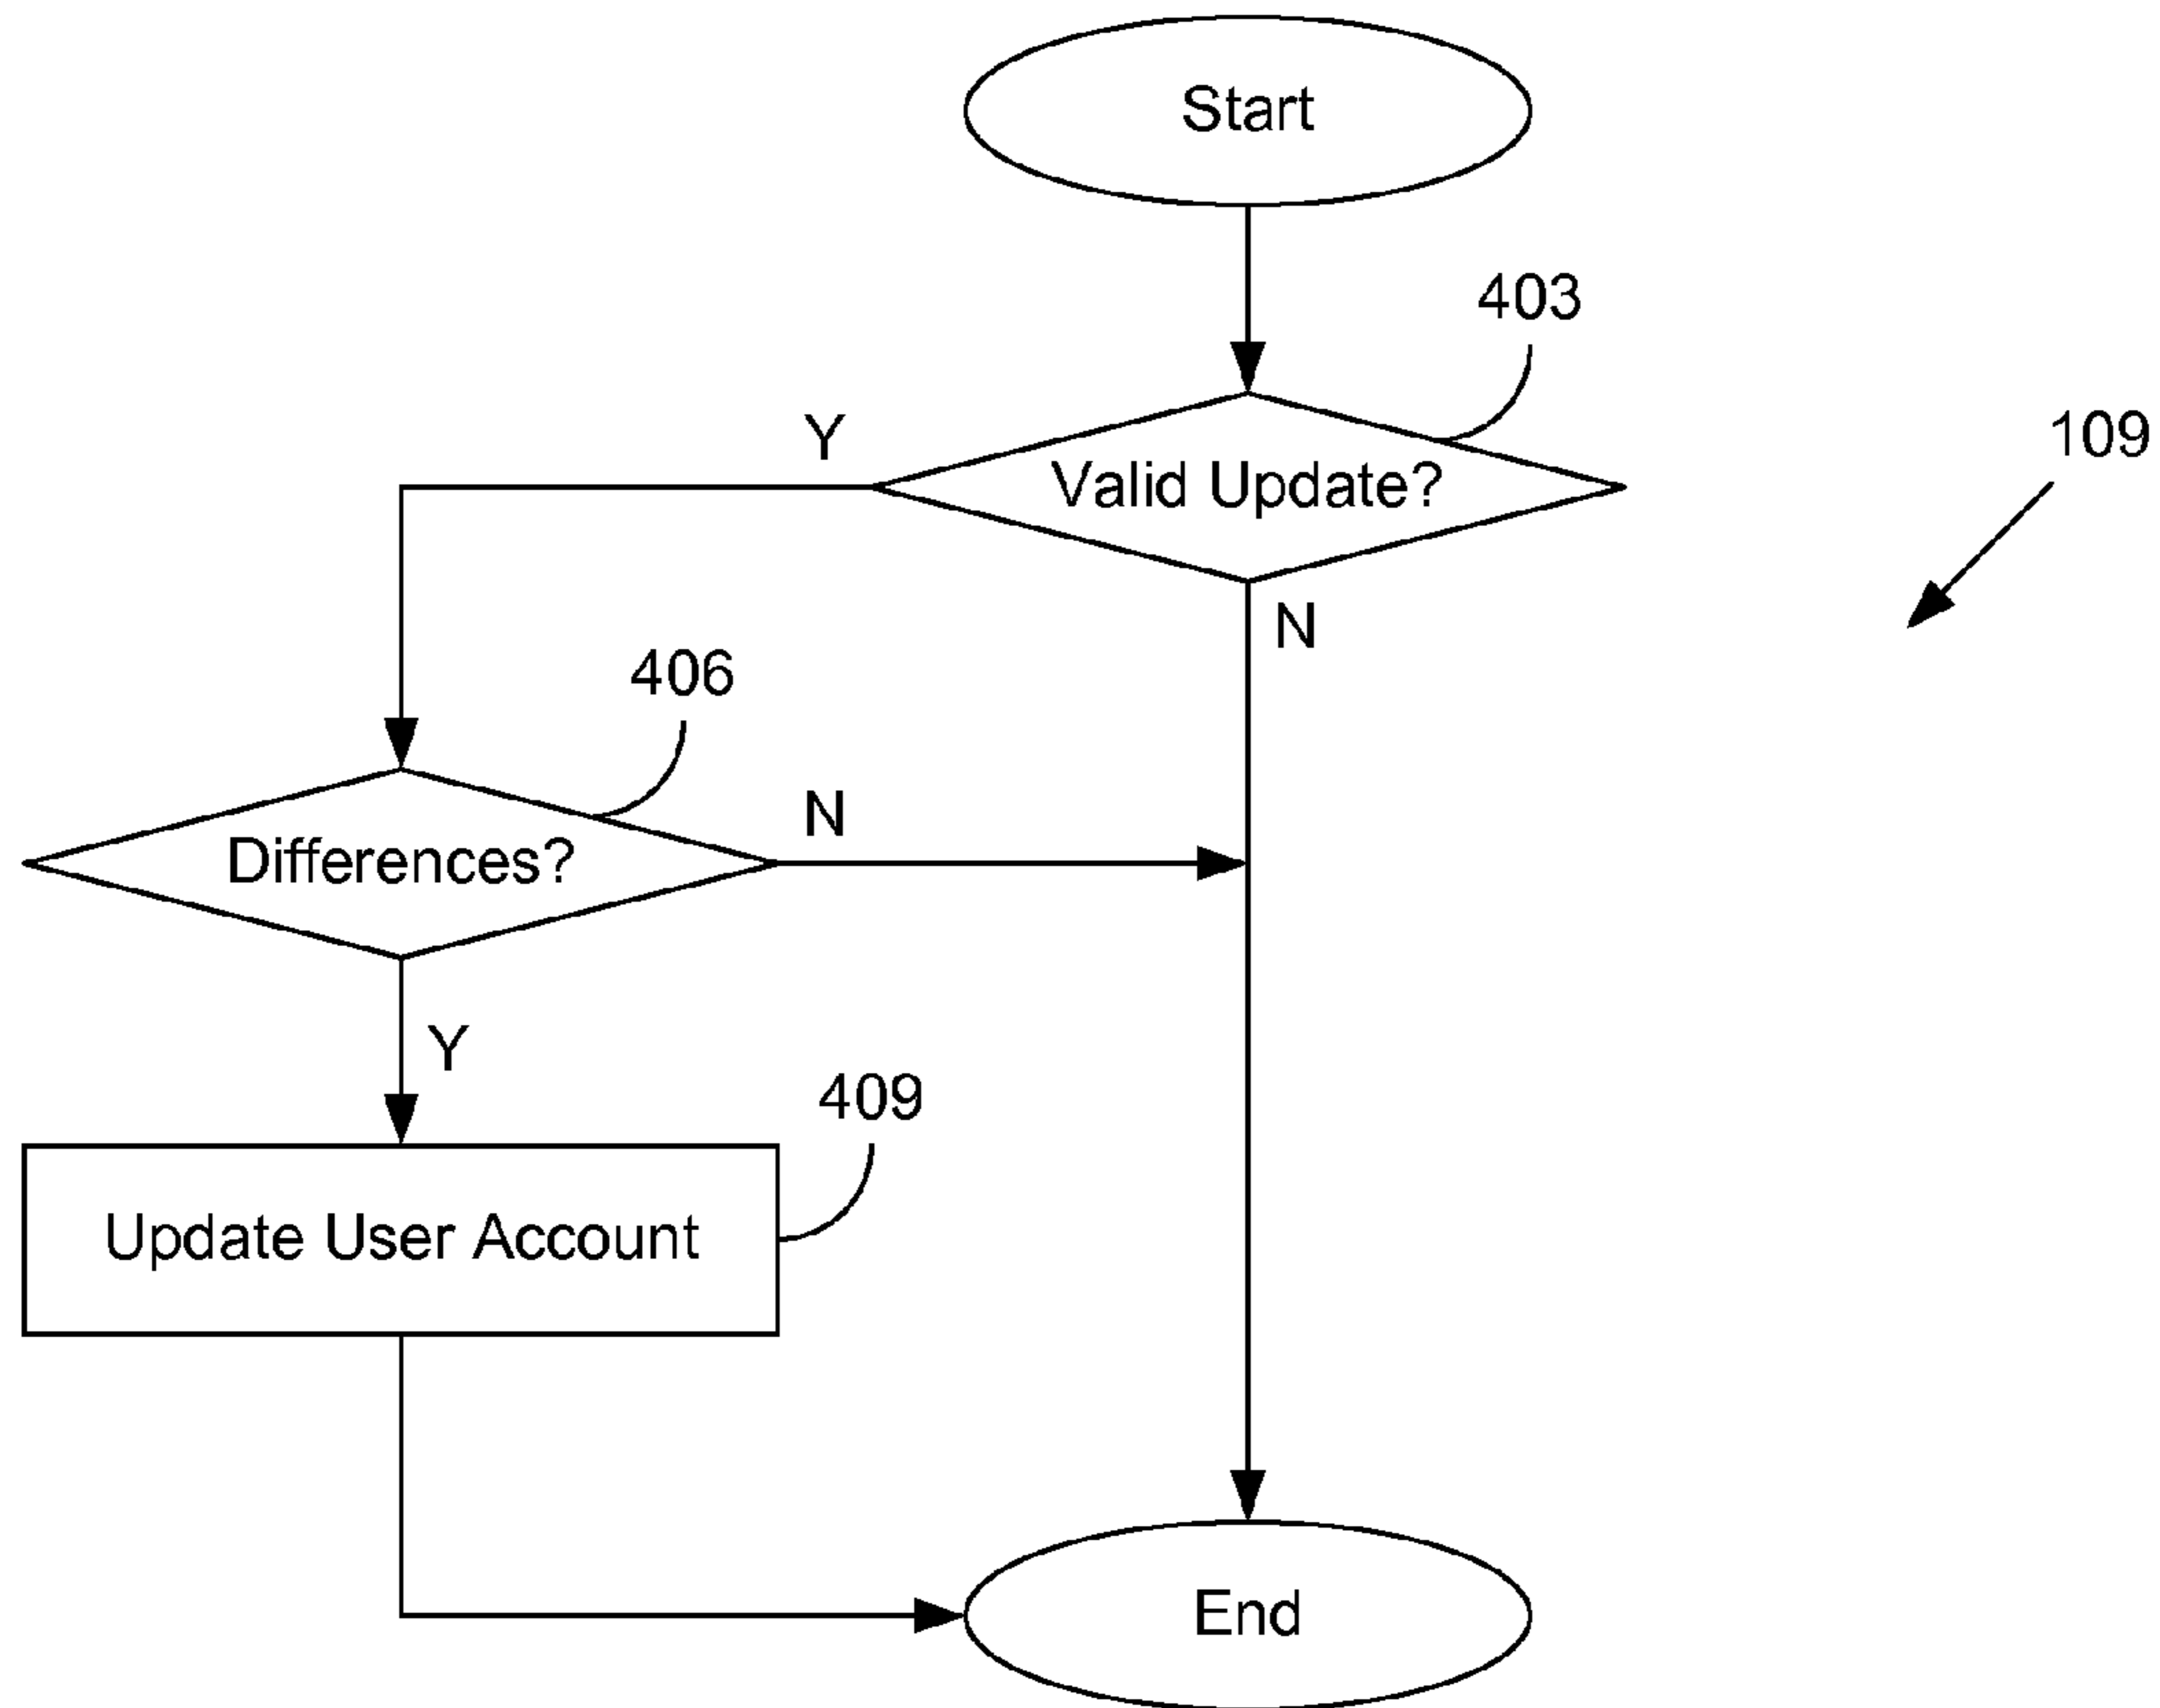 Start
403
109
Y
Valid Update?
N
406
N
Differences?
Y
409
Update User Account
End